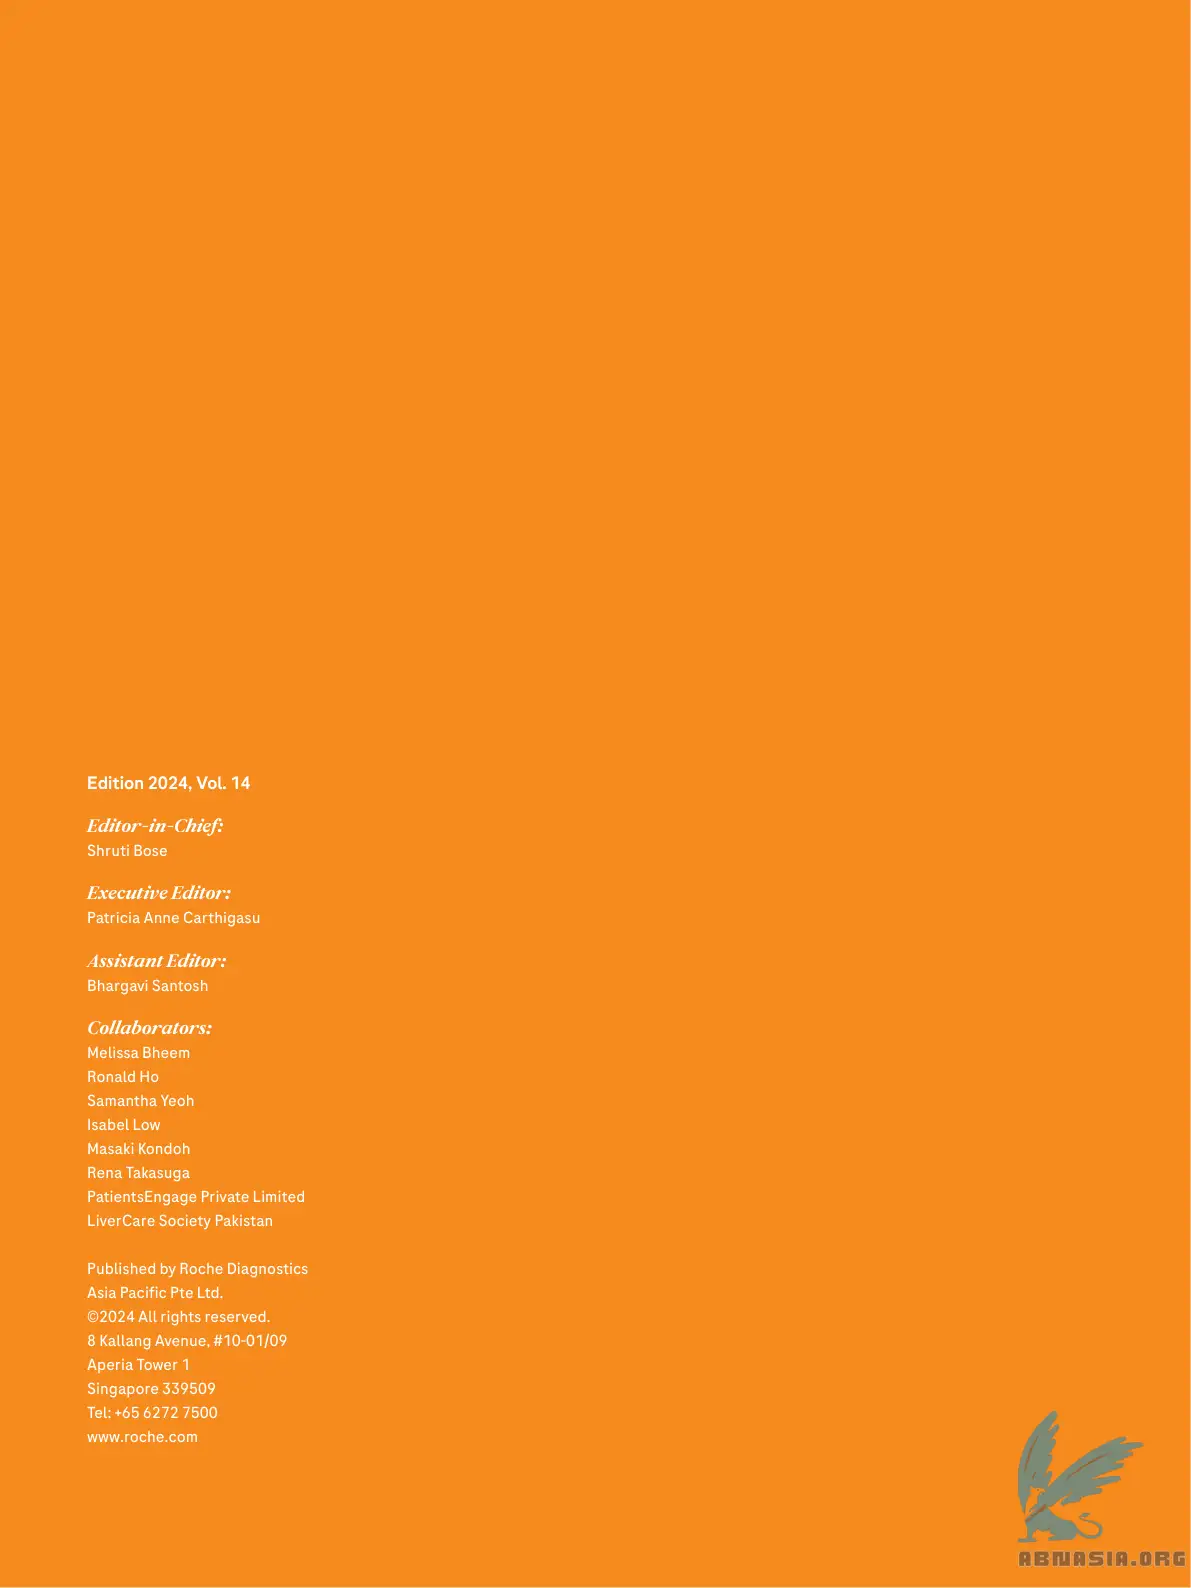 Edition 2024, Vol. 14
Editor-in-Chief:
Shruti Bose
Executive Editor:
Patricia Anne Carthigasu
Assistant Editor:
Bhargavi Santosh
Collaborators:
Melissa Bheem
Ronald Ho
Samantha Yeoh
Isabel Low
Masaki Kondoh
Rena Takasuga
PatientsEngage Private Limited
LiverCare Society Pakistan
Published by Roche Diagnostics
Asia Pacific Pte Ltd.
©2024 All rights reserved.
8 Kallang Avenue, #10-01/09
Aperia Tower 1
Singapore 339509
Tel: +65 6272 7500
www.roche.com
ABNASIA.ORG